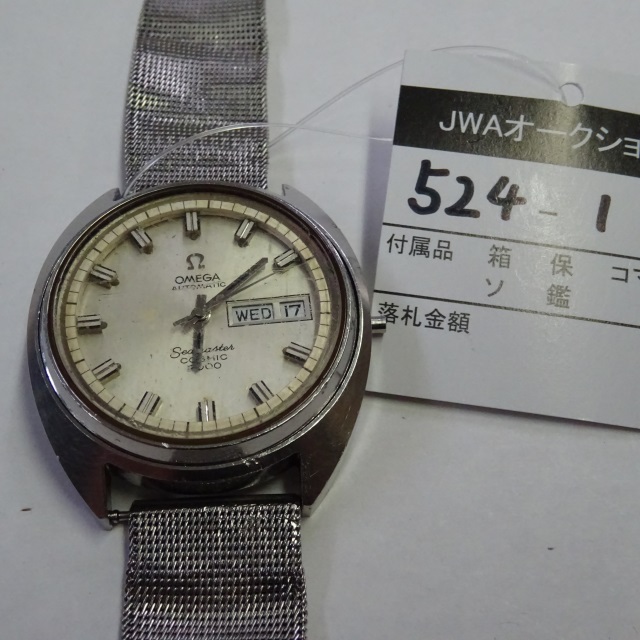 Ω
OMEGA
AUTOMATIC
WED 17
Seamaster
COSMIC
2000
JWAオークショ
524-1
付属品 箱 保 コマ
ソ 鑑
落札金額